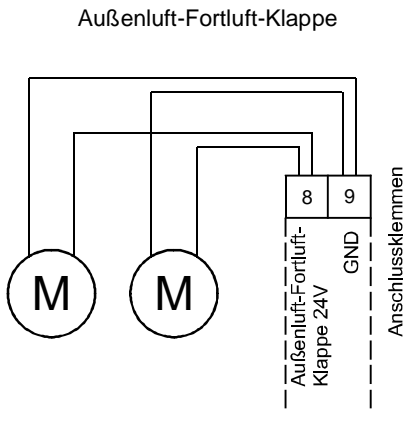 Außenluft-Fortluft-Klappe
8 9
M M
Außenluft-Fortluft-
Klappe 24V
GND
Anschlussklemmen